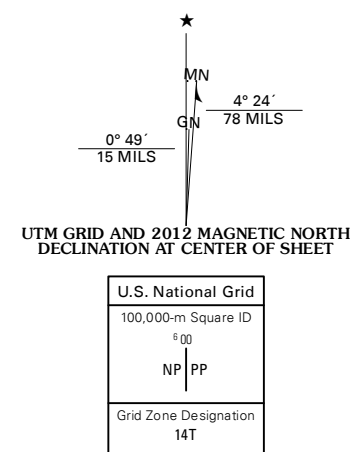 ★
MN
4° 24´
78 MILS
GN
0° 49´
15 MILS
UTM GRID AND 2012 MAGNETIC NORTH
DECLINATION AT CENTER OF SHEET
U.S. National Grid
100,000-m Square ID
6 00
NP PP
Grid Zone Designation
14T